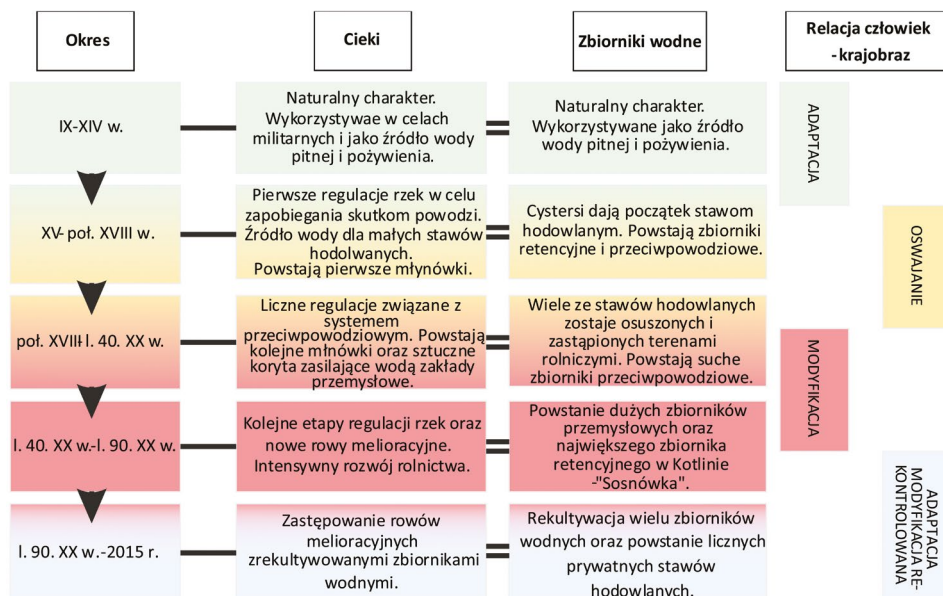 Okres
Cieki
Zbiorniki wodne
Relacja człowiek
-krajobraz
IX-XIV w.
Naturalny charakter.
Wykorzystywae w celach
militarnych i jako źródło wody
pitnej i pożywienia.
Naturalny charakter.
Wykorzystywane jako źródło
wody pitnej i pożywienia.
ADAPTACJA
XV- poł. XVIII w.
Pierwsze regulacje rzek w celu
zapobiegania skutkom powodzi.
Źródło wody dla małych stawów
hodolwanych.
Powstają pierwsze młynówki.
Cystersi dają początek stawom
hodowlanym. Powstają zbiorniki
retencyjne i przeciwpowodziowe.
OSWAJANIE
poł. XVIII- l. 40. XX w.
Liczne regulacje związane z
systemem
przeciwpowodziowym. Powstają
kolejne młnówki oraz sztuczne
koryta zasilające wodą zakłady
przemysłowe.
Wiele ze stawów hodowlanych
zostaje osuszonych i
zastąpionych terenami
rolniczymi. Powstają suche
zbiorniki przeciwpowodziowe.
MODYFIKACJA
l. 40. XX w.-l. 90. XX w.
Kolejne etapy regulacji rzek oraz
nowe rowy melioracyjne.
Intensywny rozwój rolnictwa.
Powstanie dużych zbiorników
przemysłowych oraz
największego zbiornika
retencyjnego w Kotlinie
-"Sosnówka".
l. 90. XX w.-2015 r.
Zastępowanie rowów
melioracyjnych
zrekultywowanymi zbiornikami
wodnymi.
Rekultywacja wielu zbiorników
wodnych oraz powstanie licznych
prywatnych stawów
hodowlanych.
ADAPTACJA
MODYFIKACJA RE-
KONTROLOWANA